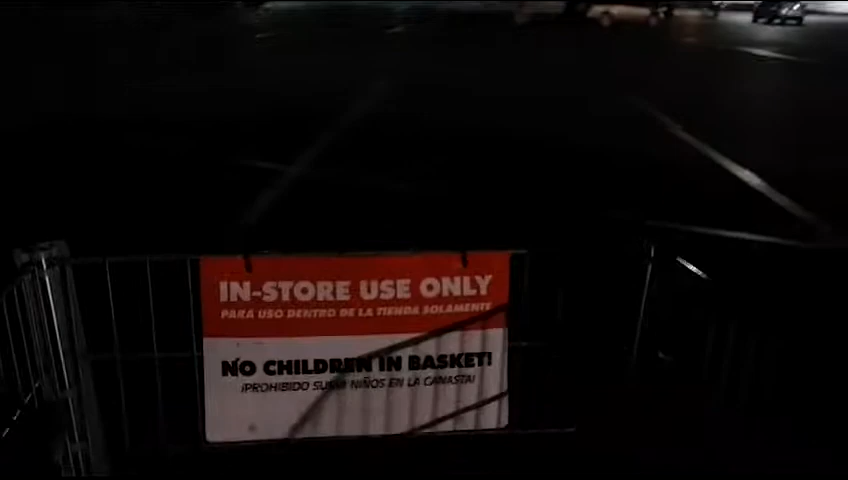 IN-STORE USE ONLY
PARA USO DENTRO DE LA TIENDA SOLAMENTE
NO CHILDREN IN BASKET!
¡PROHIBIDO NIÑOS EN LA CANASTA!